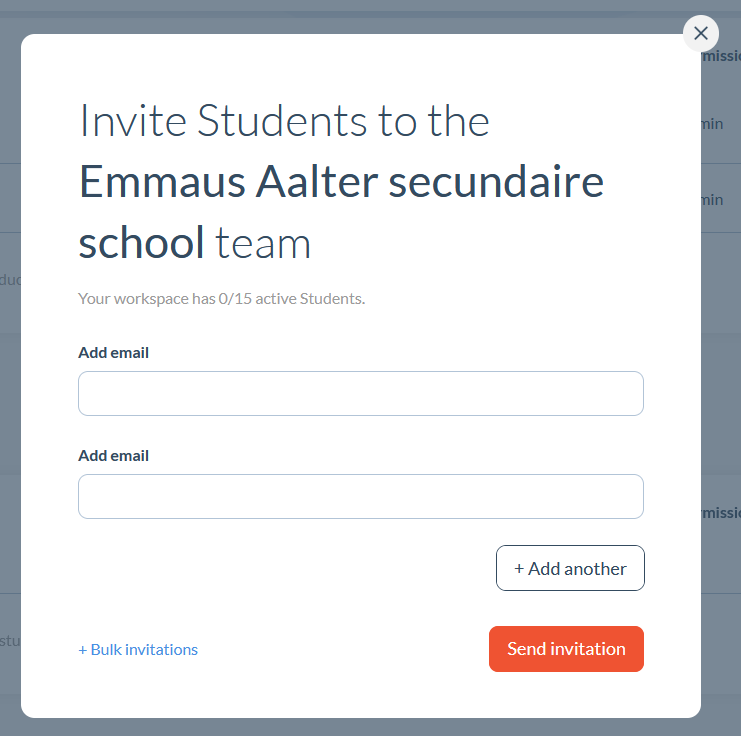 Invite Students to the
Emmaus Aalter secundaire
school team
Your workspace has 0/15 active Students.
Add email
Add email
+ Add another
+ Bulk invitations
Send invitation